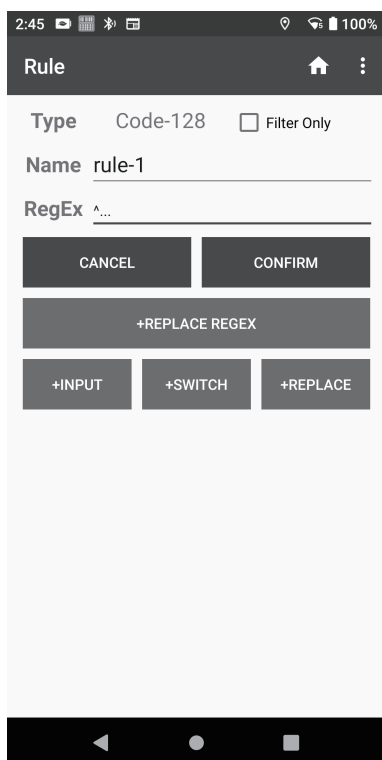 2:45 100%
Rule
Type Code-128 Filter Only
Name rule-1
RegEx ^...
CANCEL CONFIRM
+REPLACE REGEX
+INPUT +SWITCH +REPLACE